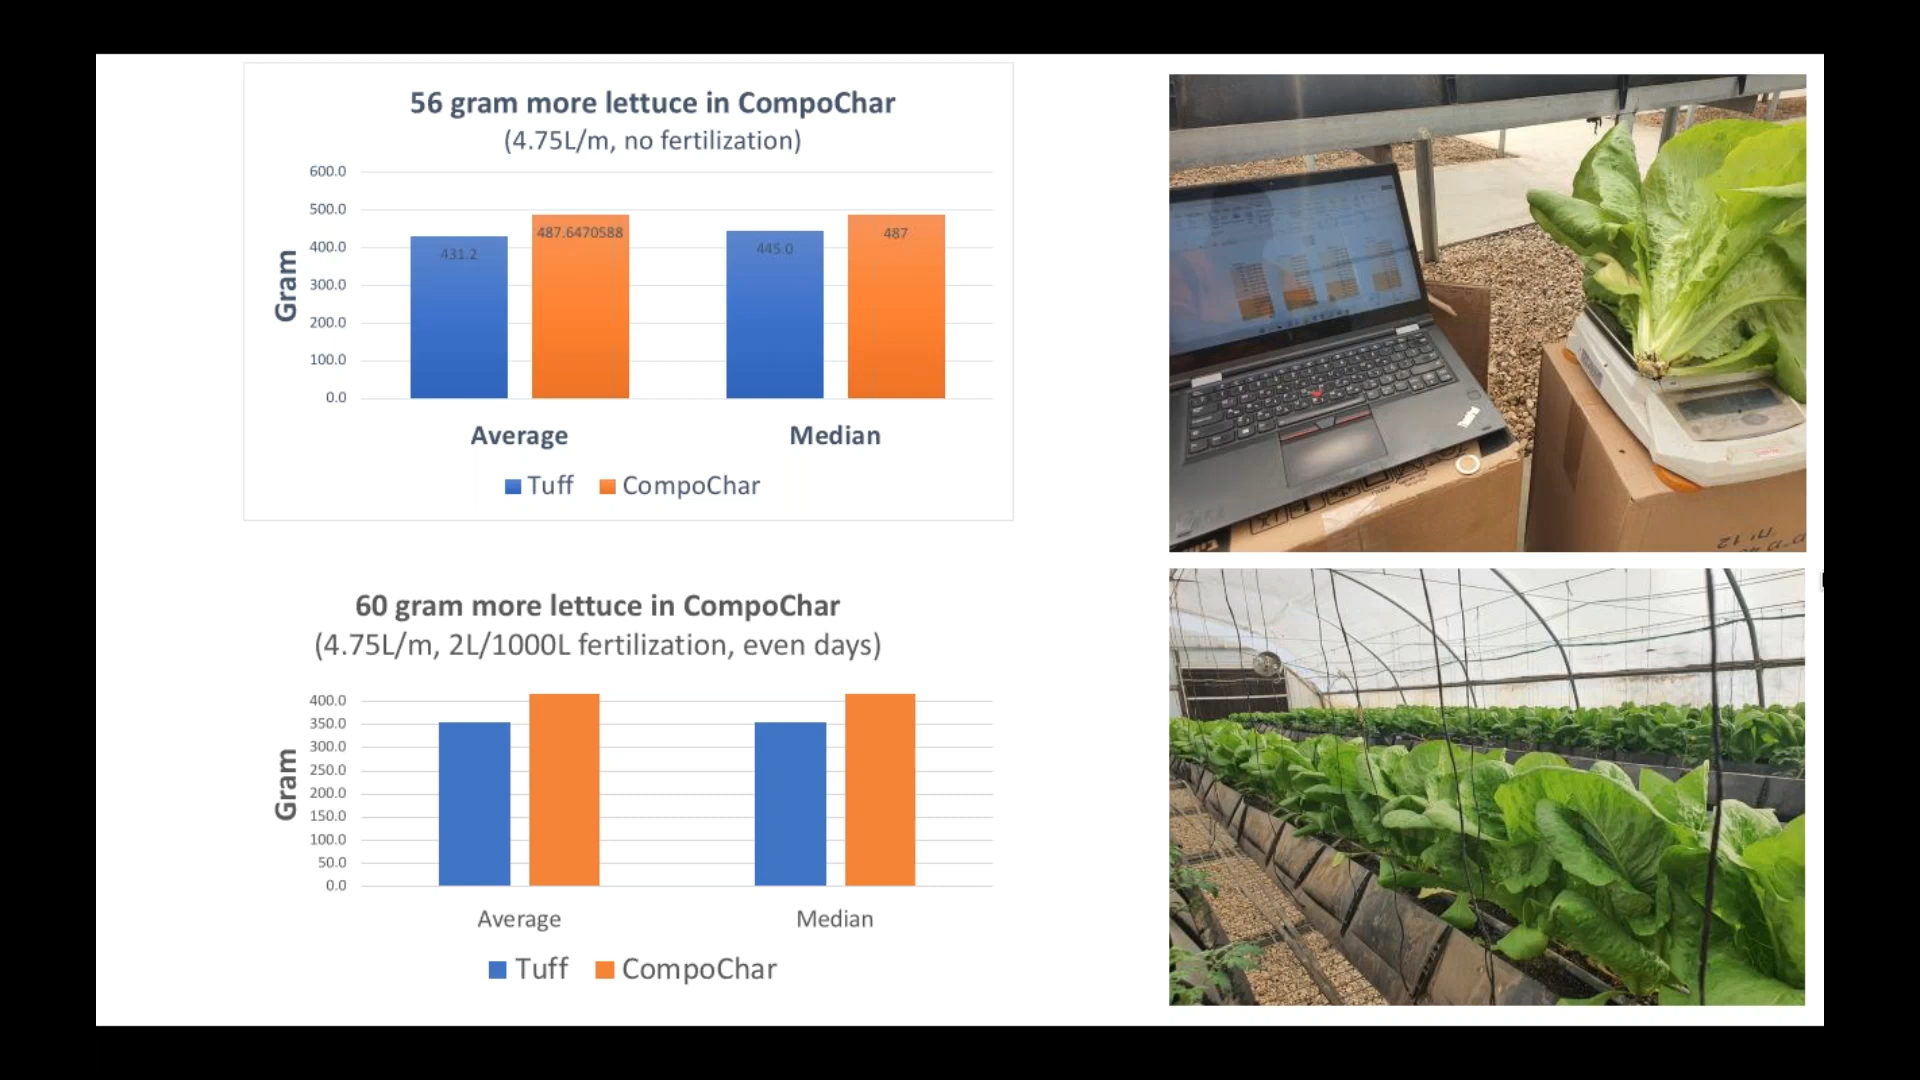 56 gram more lettuce in CompoChar
(4.75L/m, no fertilization)
600.0
500.0
400.0
300.0
200.0
100.0
0.0
Gram
431.2
487.6470588
445.0
487
Average
Median
Tuff
CompoChar
60 gram more lettuce in CompoChar
(4.75L/m, 2L/1000L fertilization, even days)
400.0
350.0
300.0
250.0
200.0
150.0
100.0
50.0
0.0
Gram
Average
Median
Tuff
CompoChar
ThinkPad